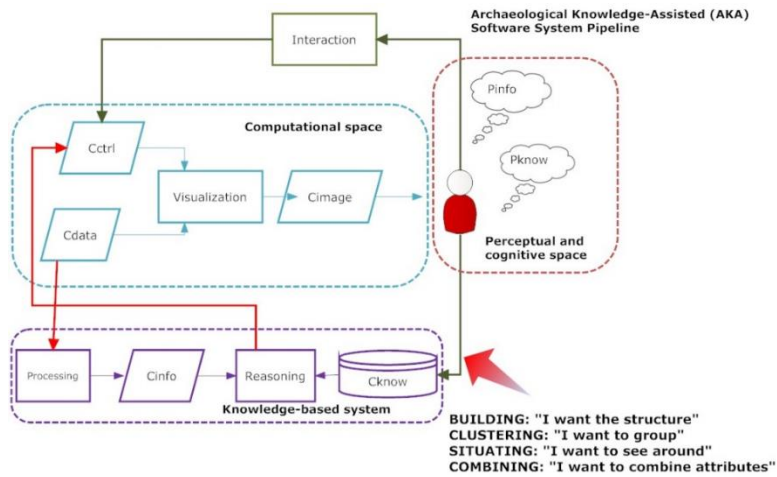 Archaeological Knowledge-Assisted (AKA)
Software System Pipeline
Interaction
Pinfo
Computational space
Cctrl
Pknow
Visualization
Cimage
Cdata
Perceptual and
cognitive space
Processing
Cinfo
Reasoning
Cknow
Knowledge-based system
BUILDING: "I want the structure"
CLUSTERING: "I want to group"
SITUATING: "I want to see around"
COMBINING: "I want to combine attributes"